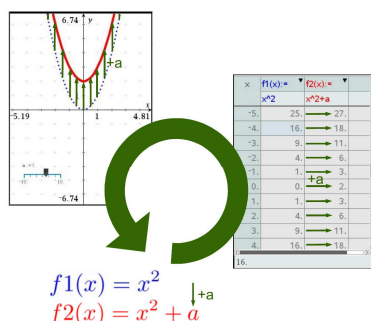 6.74 y
+a
x
-5.19 1 4.81
-10 10
-6.74
x f1(x):= f2(x):=
x^2 x^2+a
-5. 25. 27.
-4. 16. 18.
-3. 9. 11.
-2. 4. 6.
-1. 1. 3.
0. 0. +a 2.
1. 1. 3.
2. 4. 6.
3. 9. 11.
4. 16. 18.
16.
f1(x) = x²
+a
f2(x) = x² + a